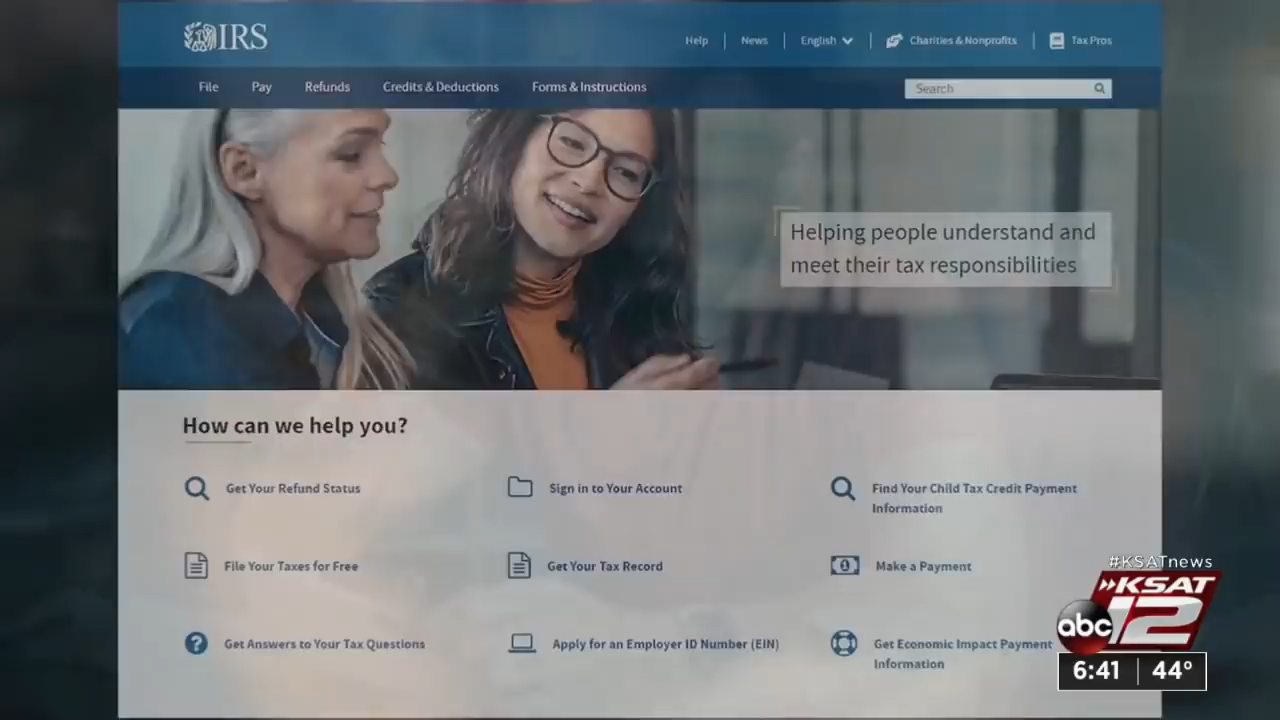 IRS
Help
News
English
Charities & Nonprofits
Tax Pros
File
Pay
Refunds
Credits & Deductions
Forms & Instructions
Search
Helping people understand and
meet their tax responsibilities
How can we help you?
Get Your Refund Status
Sign in to Your Account
Find Your Child Tax Credit Payment
Information
File Your Taxes for Free
Get Your Tax Record
Make a Payment
Get Answers to Your Tax Questions
Apply for an Employer ID Number (EIN)
Get Economic Impact Payment
Information
#KSATnews
KSAT
abc 12
6:41 44°